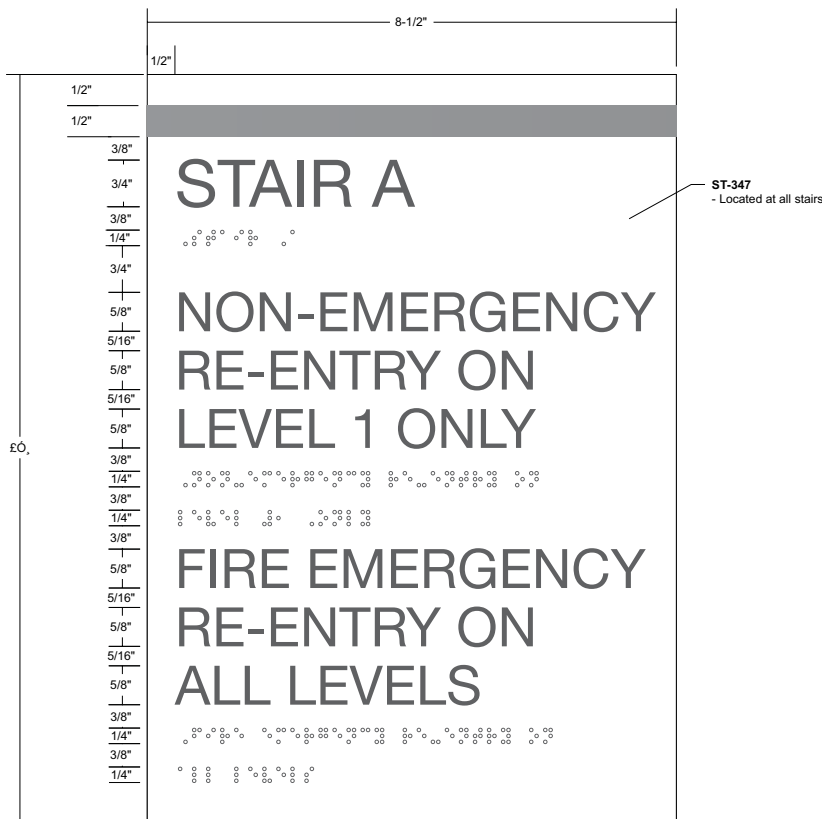 8-1/2"
1/2"
1/2"
1/2"
3/8"
3/4"
3/8"
1/4"
3/4"
5/8"
5/16"
5/8"
5/16"
5/8"
3/8"
1/4"
3/8"
1/4"
3/8"
5/8"
5/16"
5/8"
5/16"
5/8"
3/8"
1/4"
3/8"
1/4"
£Ó¸
STAIR A
NON-EMERGENCY
RE-ENTRY ON
LEVEL 1 ONLY
FIRE EMERGENCY
RE-ENTRY ON
ALL LEVELS
ST-347
- Located at all stairs